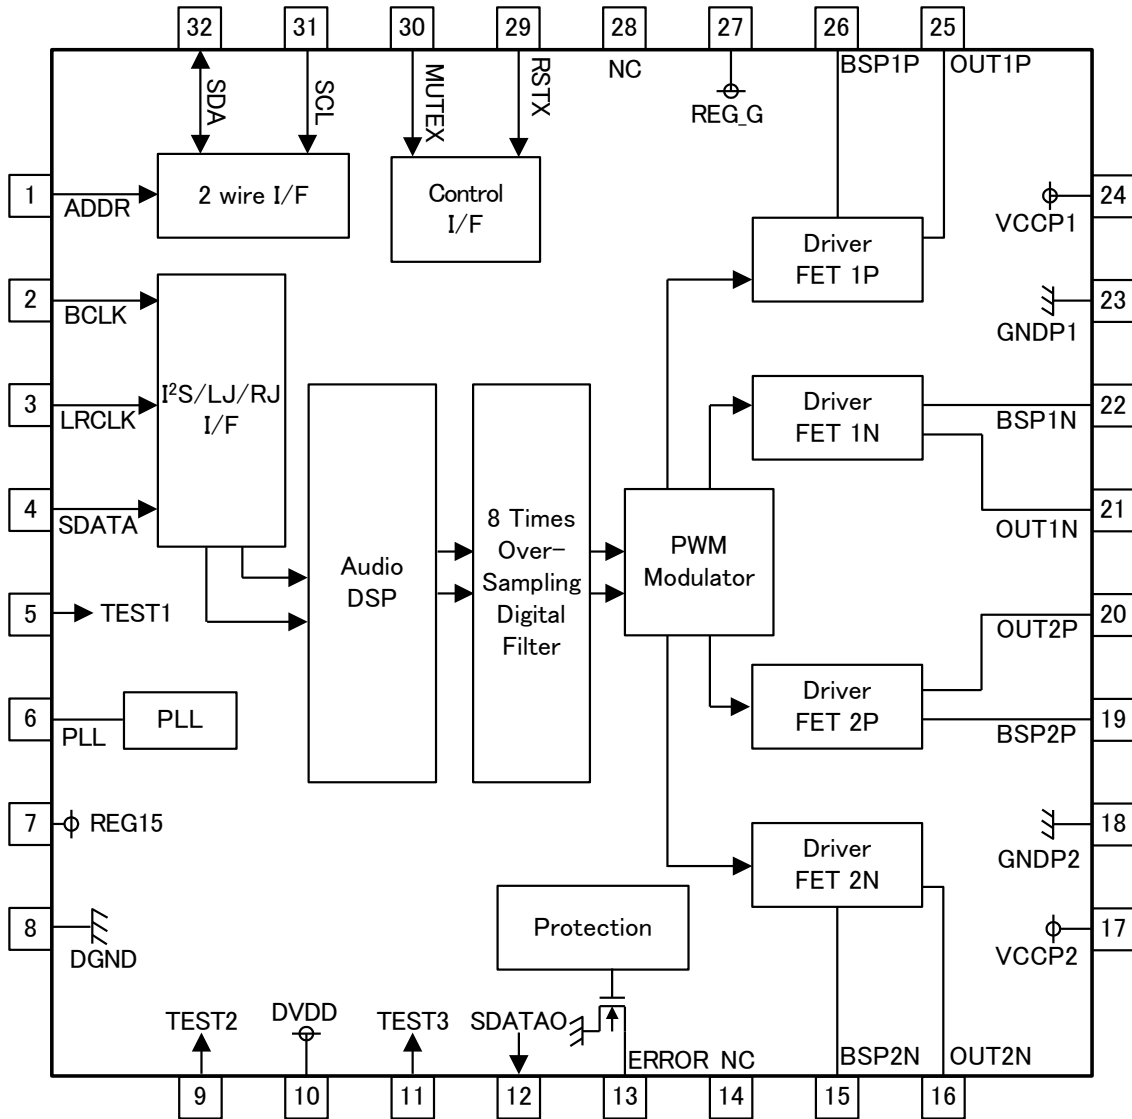 32 31 30 29 28 27 26 25
SDA
SCL
MUTEX
RSTX
NC
REG_G
BSP1P
OUT1P
1
ADDR
2 wire I/F
Control
I/F
Driver
FET 1P
24
VCCP1
2
BCLK
23
GNDP1
3
LRCLK
I²S/LJ/RJ
I/F
Driver
FET 1N
22
BSP1N
4
SDATA
21
OUT1N
Audio
DSP
8 Times
Over-
Sampling
Digital
Filter
PWM
Modulator
5
TEST1
20
OUT2P
6
PLL
PLL
Driver
FET 2P
19
BSP2P
7
REG15
18
GNDP2
8
DGND
Driver
FET 2N
17
VCCP2
Protection
TEST2
DVDD
TEST3
SDATAO
ERROR
NC
BSP2N
OUT2N
9 10 11 12 13 14 15 16